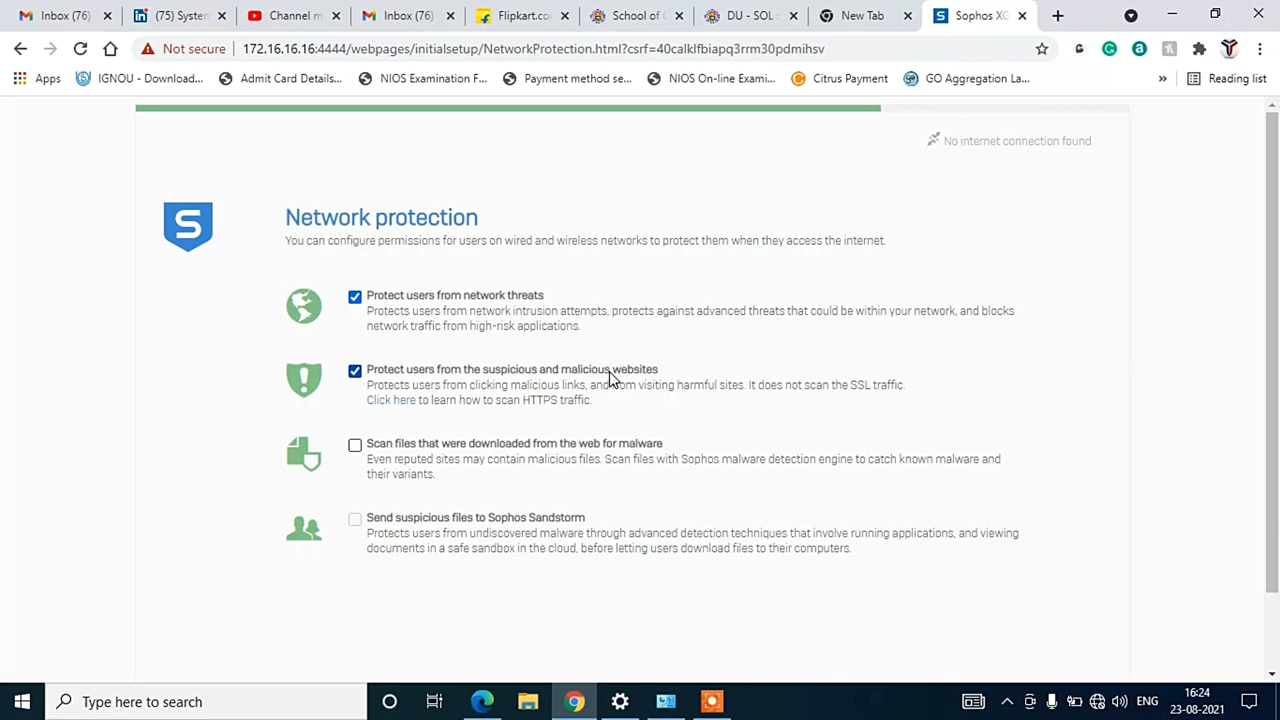 Inbox (76)
(75) System
Channel m
Inbox (76)
Flipkart.co
School of
DU - SOL
New Tab
Sophos XG
Not secure
172.16.16.16:4444/webpages/initialsetup/NetworkProtection.html?csrf=40calklfbiapq3rrm30pdmihsv
Apps
IGNOU - Download...
Admit Card Details...
NIOS Examination F...
Payment method se...
NIOS On-line Exami...
Citrus Payment
GO Aggregation La...
»
Reading list
No internet connection found
S
Network protection
You can configure permissions for users on wired and wireless networks to protect them when they access the internet.
Protect users from network threats
Protects users from network intrusion attempts, protects against advanced threats that could be within your network, and blocks
network traffic from high-risk applications.
Protect users from the suspicious and malicious websites
Protects users from clicking malicious links, and from visiting harmful sites. It does not scan the SSL traffic.
Click here to learn how to scan HTTPS traffic.
Scan files that were downloaded from the web for malware
Even reputed sites may contain malicious files. Scan files with Sophos malware detection engine to catch known malware and
their variants.
Send suspicious files to Sophos Sandstorm
Protects users from undiscovered malware through advanced detection techniques that involve running applications, and viewing
documents in a safe sandbox in the cloud, before letting users download files to their computers.
Type here to search
ENG
16:24
23-08-2021